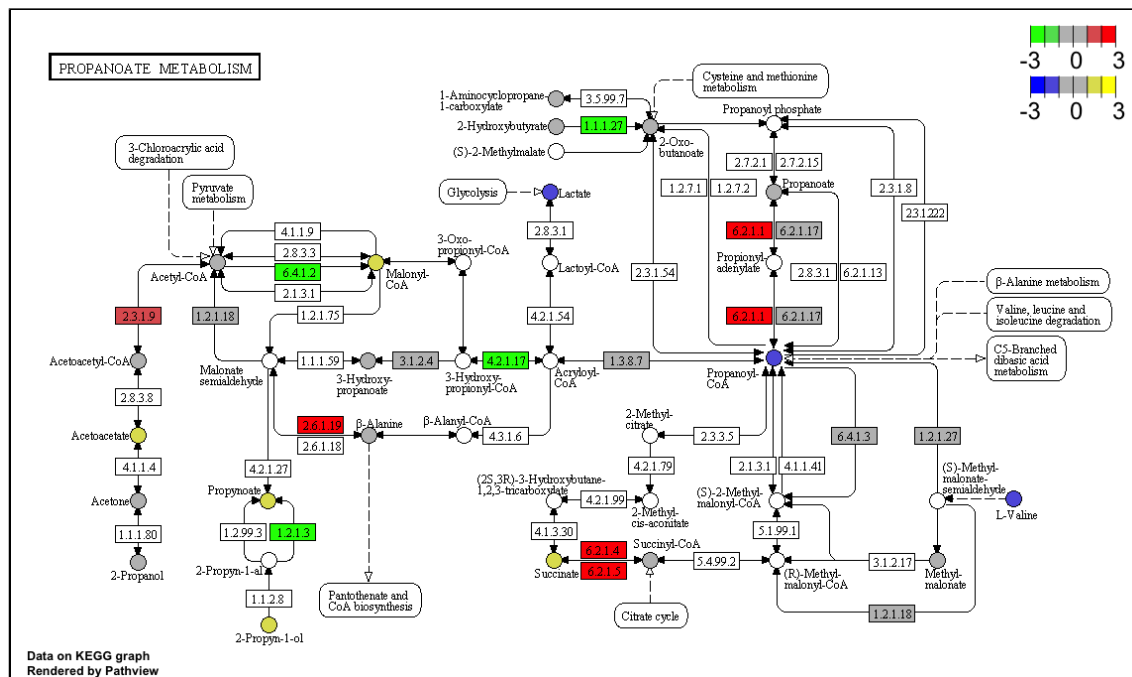 PROPANOATE METABOLISM
-3 0 3
-3 0 3
Cysteine and methionine
metabolism
1-Aminocyclopropane
1-carboxylate
3.5.99.7
Propanoyl phosphate
2-Hydroxybutyrate
1.1.1.27
2-Oxo-
butanoate
(S)-2-Methylmalate
3-Chloroacrylic acid
degradation
Pyruvate
metabolism
Glycolysis
Lactate
1.2.7.1
1.2.7.2
2.7.2.1
2.7.2.15
Propanoate
2.3.1.8
2.3.1.222
4.1.1.9
2.8.3.3
6.4.1.2
2.1.3.1
1.2.1.75
Acetyl-CoA
Malonyl-
CoA
3-Oxo-
propionyl-CoA
2.8.3.1
Lactoyl-CoA
4.2.1.54
2.3.1.54
6.2.1.1
6.2.1.17
Propionyl-
adenylate
2.8.3.1
6.2.1.13
6.2.1.1
6.2.1.17
β-Alanine metabolism
Valine, leucine and
isoleucine degradation
C5-Branched
dibasic acid
metabolism
2.3.1.9
1.2.1.18
Acetoacetyl-CoA
Malonate
semialdehyde
1.1.1.59
3-Hydroxy-
propanoate
3.1.2.4
3-Hydroxy-
propionyl-CoA
4.2.1.17
Acryloyl-
CoA
1.3.8.7
Propanoyl-
CoA
2.8.3.8
Acetoacetate
2.6.1.19
2.6.1.18
β-Alanine
β-Alanyl-CoA
4.3.1.6
2-Methyl-
citrate
2.3.3.5
6.4.1.3
1.2.1.27
4.1.1.4
Acetone
4.2.1.27
Propynoate
4.2.1.79
2.1.3.1
4.1.1.41
(2S,3R)-3-Hydroxybutane-
1,2,3-tricarboxylate
4.2.1.99
2-Methyl-
cis-aconitate
(S)-2-Methyl-
malonyl-CoA
(S)-Methyl-
malonate-
semialdehyde
L-Valine
1.1.1.80
2-Propanol
1.2.99.3
1.2.1.3
2-Propyn-1-al
4.1.3.30
5.1.99.1
Succinate
6.2.1.4
6.2.1.5
Succinyl-CoA
5.4.99.2
(R)-Methyl-
malonyl-CoA
3.1.2.17
Methyl-
malonate
1.1.2.8
2-Propyn-1-ol
Pantothenate and
CoA biosynthesis
Citrate cycle
1.2.1.18
Data on KEGG graph
Rendered by Pathview